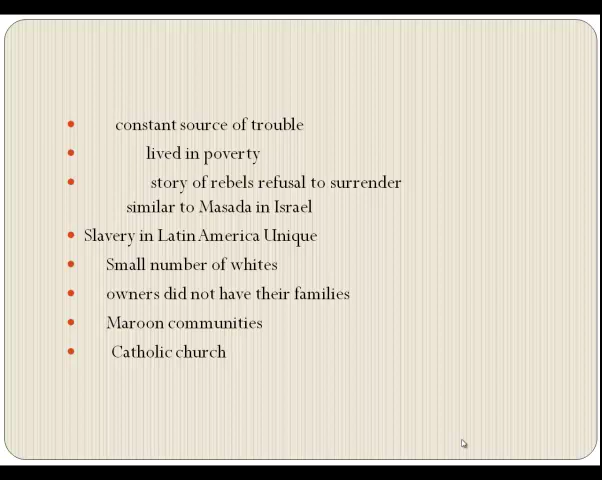 constant source of trouble
lived in poverty
story of rebels refusal to surrender
similar to Masada in Israel
Slavery in Latin America Unique
Small number of whites
owners did not have their families
Maroon communities
Catholic church